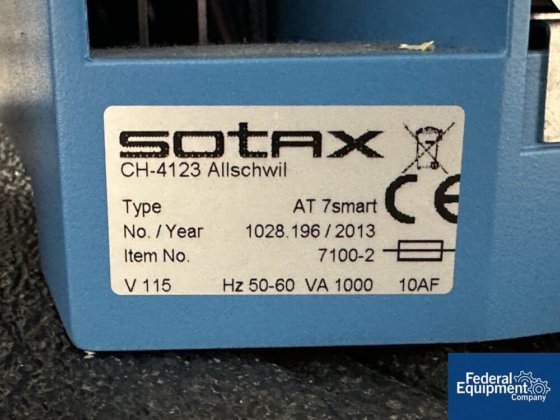 sotax
CH-4123 Allschwil
Type AT 7smart
No. / Year 1028.196 / 2013
Item No. 7100-2
V 115 Hz 50-60 VA 1000 10AF
CE
Federal
Equipment
Company